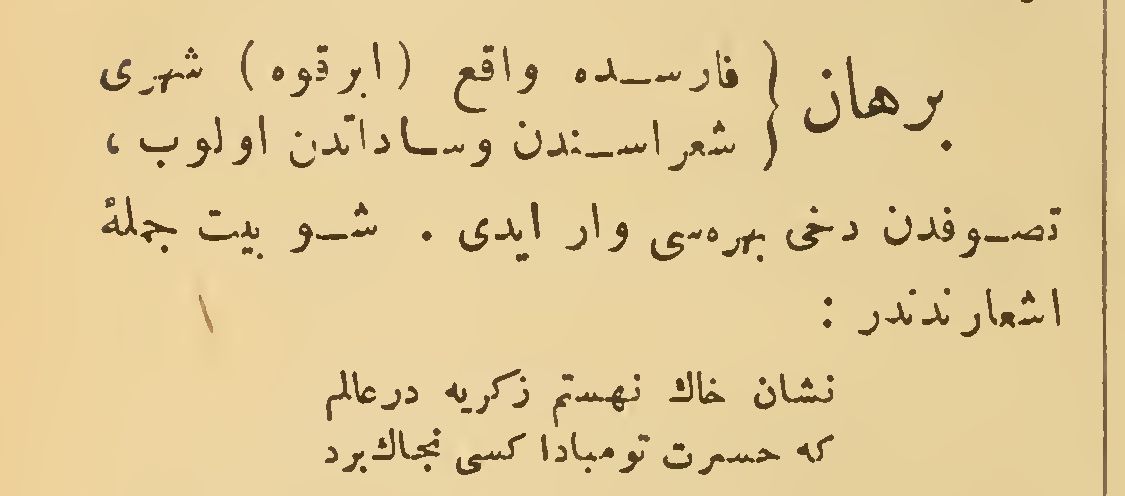 برهان } فارسده واقع ( ابرقوه ) شهری
شعراسندن وساداتدن اولوب ،
تصوفدن دخی بهره‌سی وار ایدی . شو بیت جملهٔ
اشعارندندر :
نشان خاك نهستم زکریه درعالم
که حسرت تومبادا کسی نجاك برد